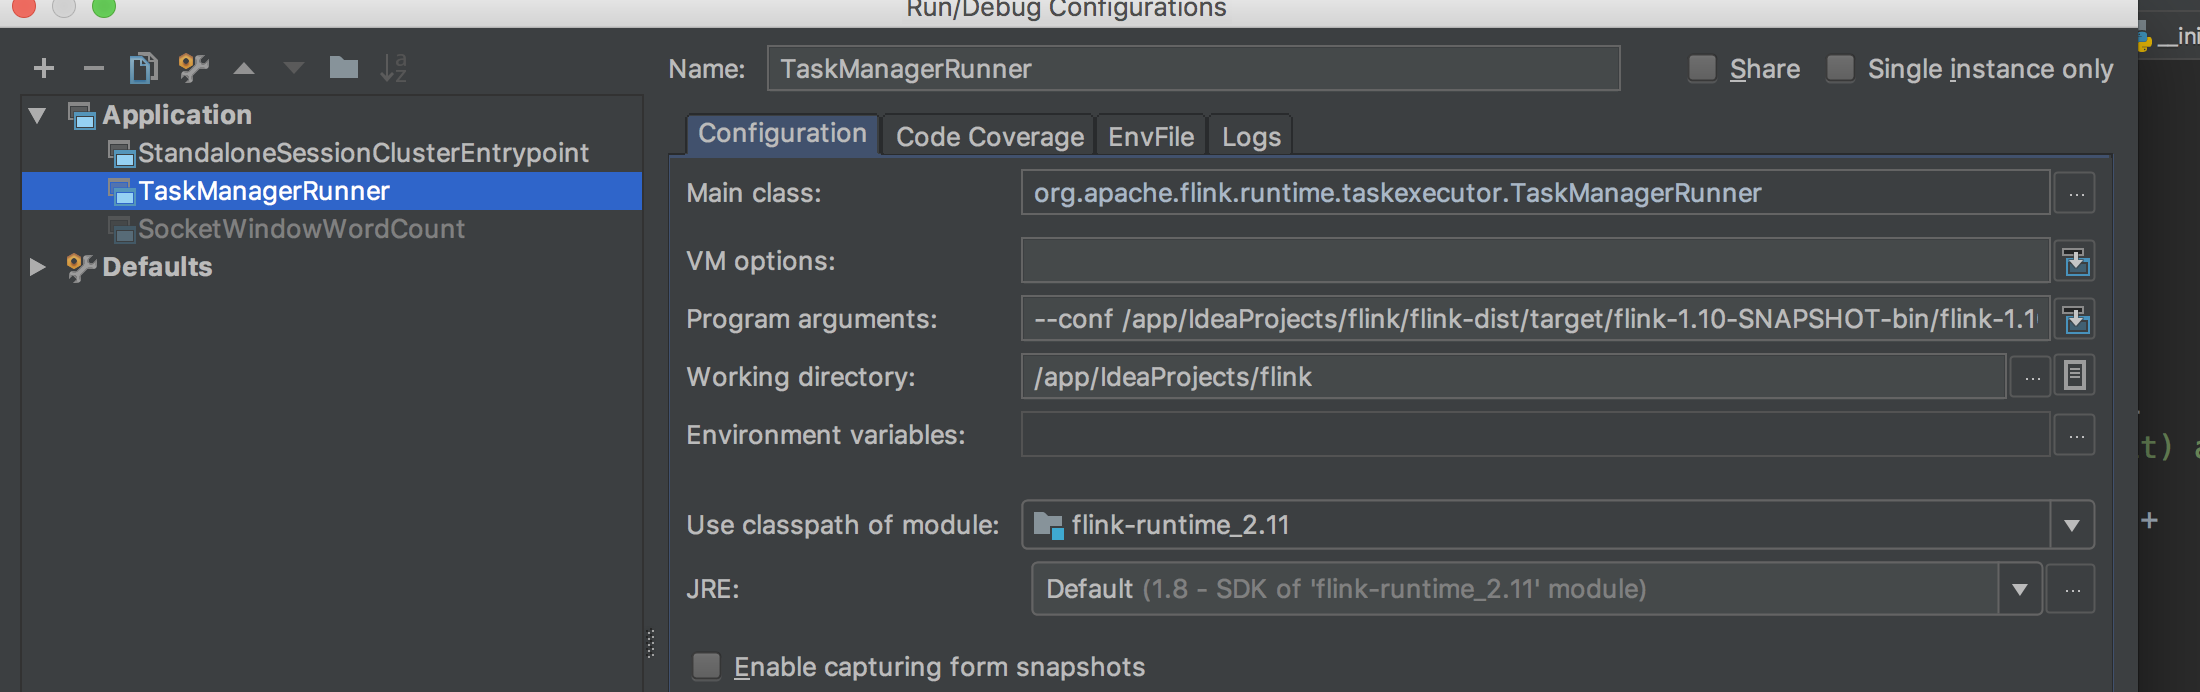 Run/Debug Configurations
Name: TaskManagerRunner Share Single instance only
Application
StandaloneSessionClusterEntrypoint
TaskManagerRunner
SocketWindowWordCount
Defaults
Configuration Code Coverage EnvFile Logs
Main class: org.apache.flink.runtime.taskexecutor.TaskManagerRunner ...
VM options:
Program arguments: --conf /app/IdeaProjects/flink/flink-dist/target/flink-1.10-SNAPSHOT-bin/flink-1.1
Working directory: /app/IdeaProjects/flink ...
Environment variables: ...
Use classpath of module: flink-runtime_2.11
JRE: Default (1.8 - SDK of 'flink-runtime_2.11' module) ...
Enable capturing form snapshots
__ini
t) a
+